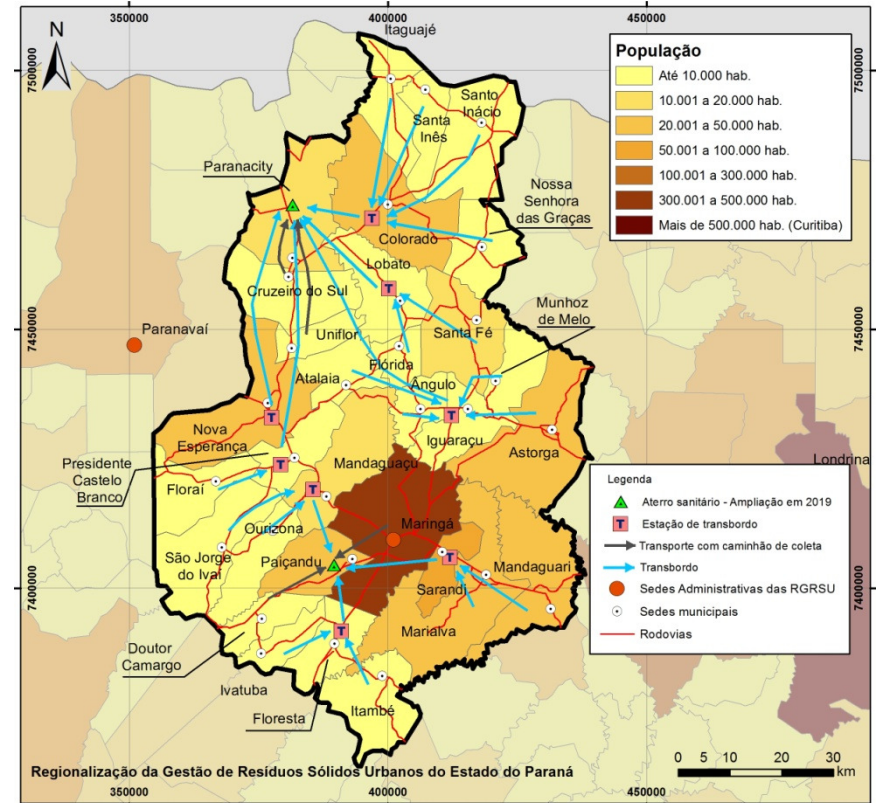 350000
400000
450000
Itaguajé
N
7500000
7500000
População
Até 10.000 hab.
10.001 a 20.000 hab.
20.001 a 50.000 hab.
50.001 a 100.000 hab.
100.001 a 300.000 hab.
300.001 a 500.000 hab.
Mais de 500.000 hab. (Curitiba)
Santo
Inácio
Santa
Inês
Paranacity
T
Nossa
Senhora
das Graças
Colorado
Lobato
Cruzeiro do Sul
T
Munhoz
de Melo
Paranavaí
7450000
7450000
Uniflor
Santa Fé
Flórida
Atalaia
Ângulo
T
T
Nova
Esperança
Iguaraçu
Astorga
Presidente
Castelo
Branco
Mandaguaçu
Londrina
T
Floraí
T
Legenda
Aterro sanitário - Ampliação em 2019
T Estação de transbordo
Transporte com caminhão de coleta
Transbordo
Sedes Administrativas das RGRSU
Sedes municipais
Rodovias
Ourizona
Maringá
São Jorge
do Ivaí
Paiçandu
T
Mandaguari
Sarandi
7400000
7400000
Marialva
T
Doutor
Camargo
Ivatuba
Floresta
Itambé
Regionalização da Gestão de Resíduos Sólidos Urbanos do Estado do Paraná
0 5 10 20 30
km
350000
400000
450000